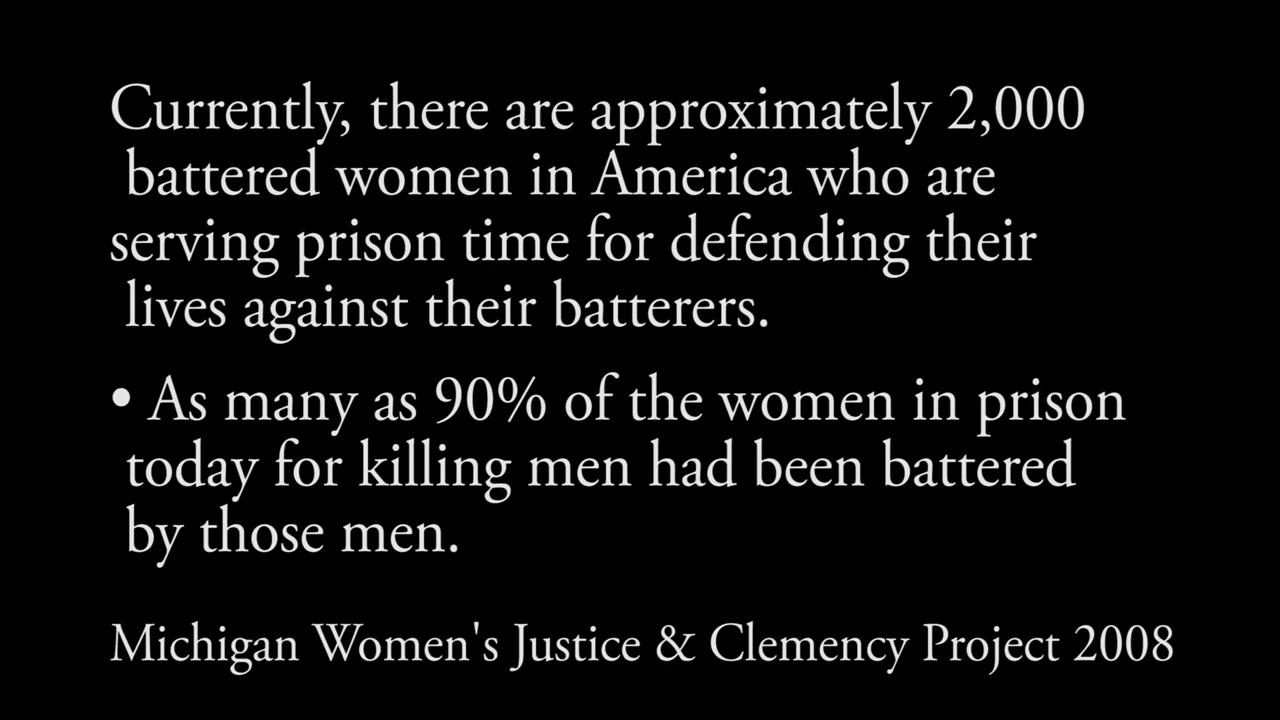 Currently, there are approximately 2,000
battered women in America who are
serving prison time for defending their
lives against their batterers.
• As many as 90% of the women in prison
today for killing men had been battered
by those men.
Michigan Women's Justice & Clemency Project 2008